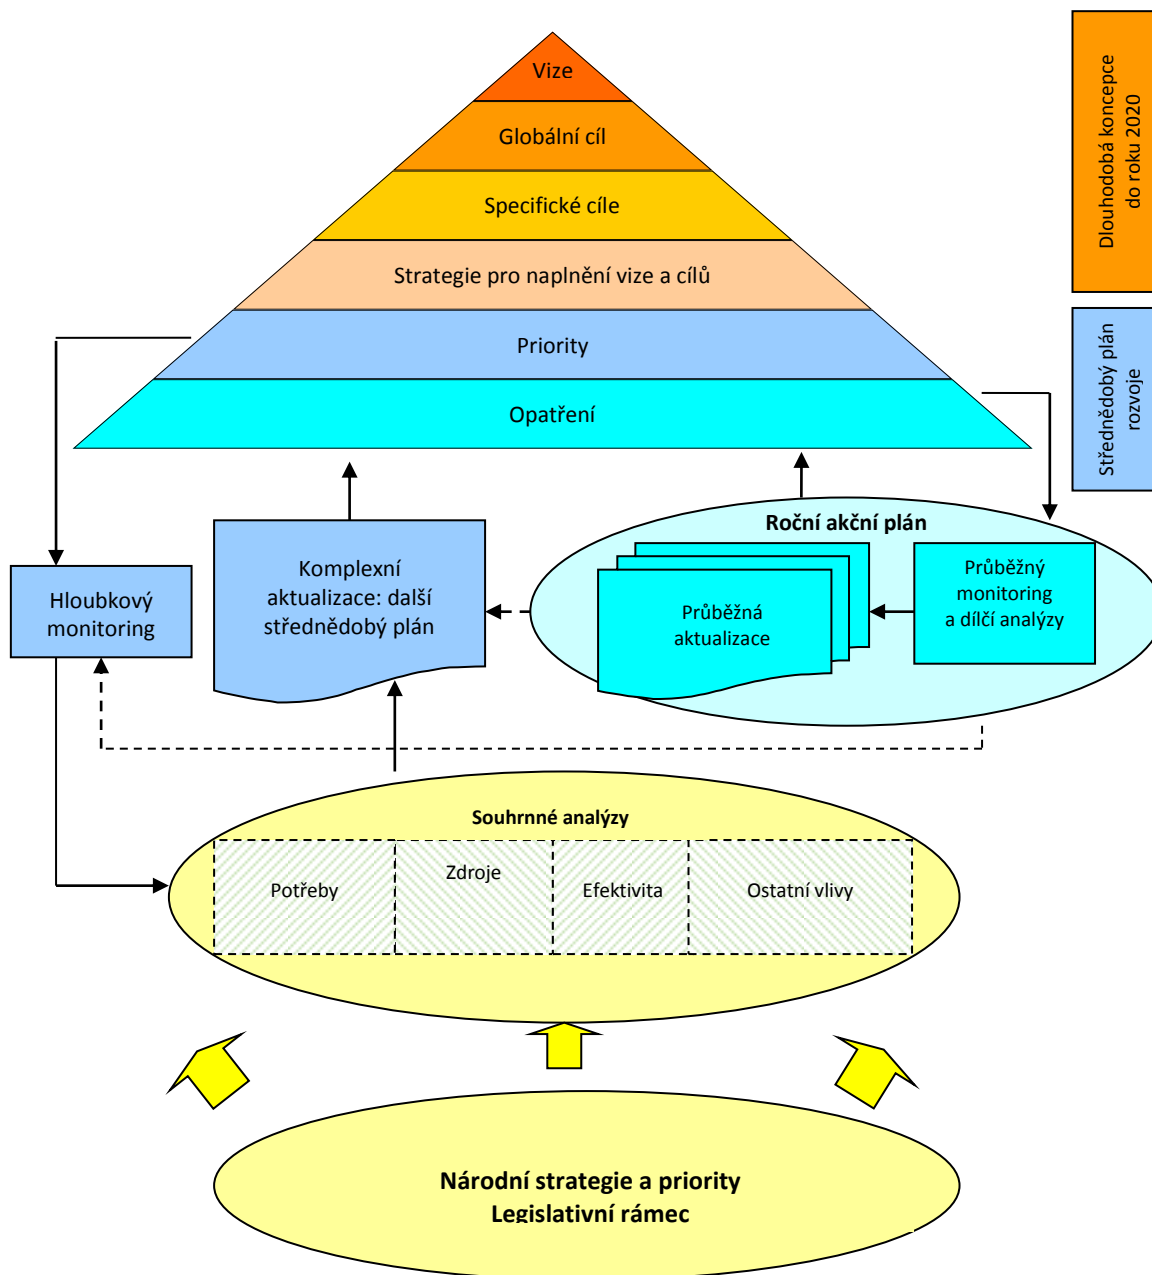 Vize
Globální cíl
Specifické cíle
Strategie pro naplnění vize a cílů
Priority
Opatření
Dlouhodobá koncepce
do roku 2020
Střednědobý plán
rozvoje
Hloubkový
monitoring
Komplexní
aktualizace: další
střednědobý plán
Roční akční plán
Průběžná
aktualizace
Průběžný
monitoring
a dílčí analýzy
Souhrnné analýzy
Potřeby
Zdroje
Efektivita
Ostatní vlivy
Národní strategie a priority
Legislativní rámec